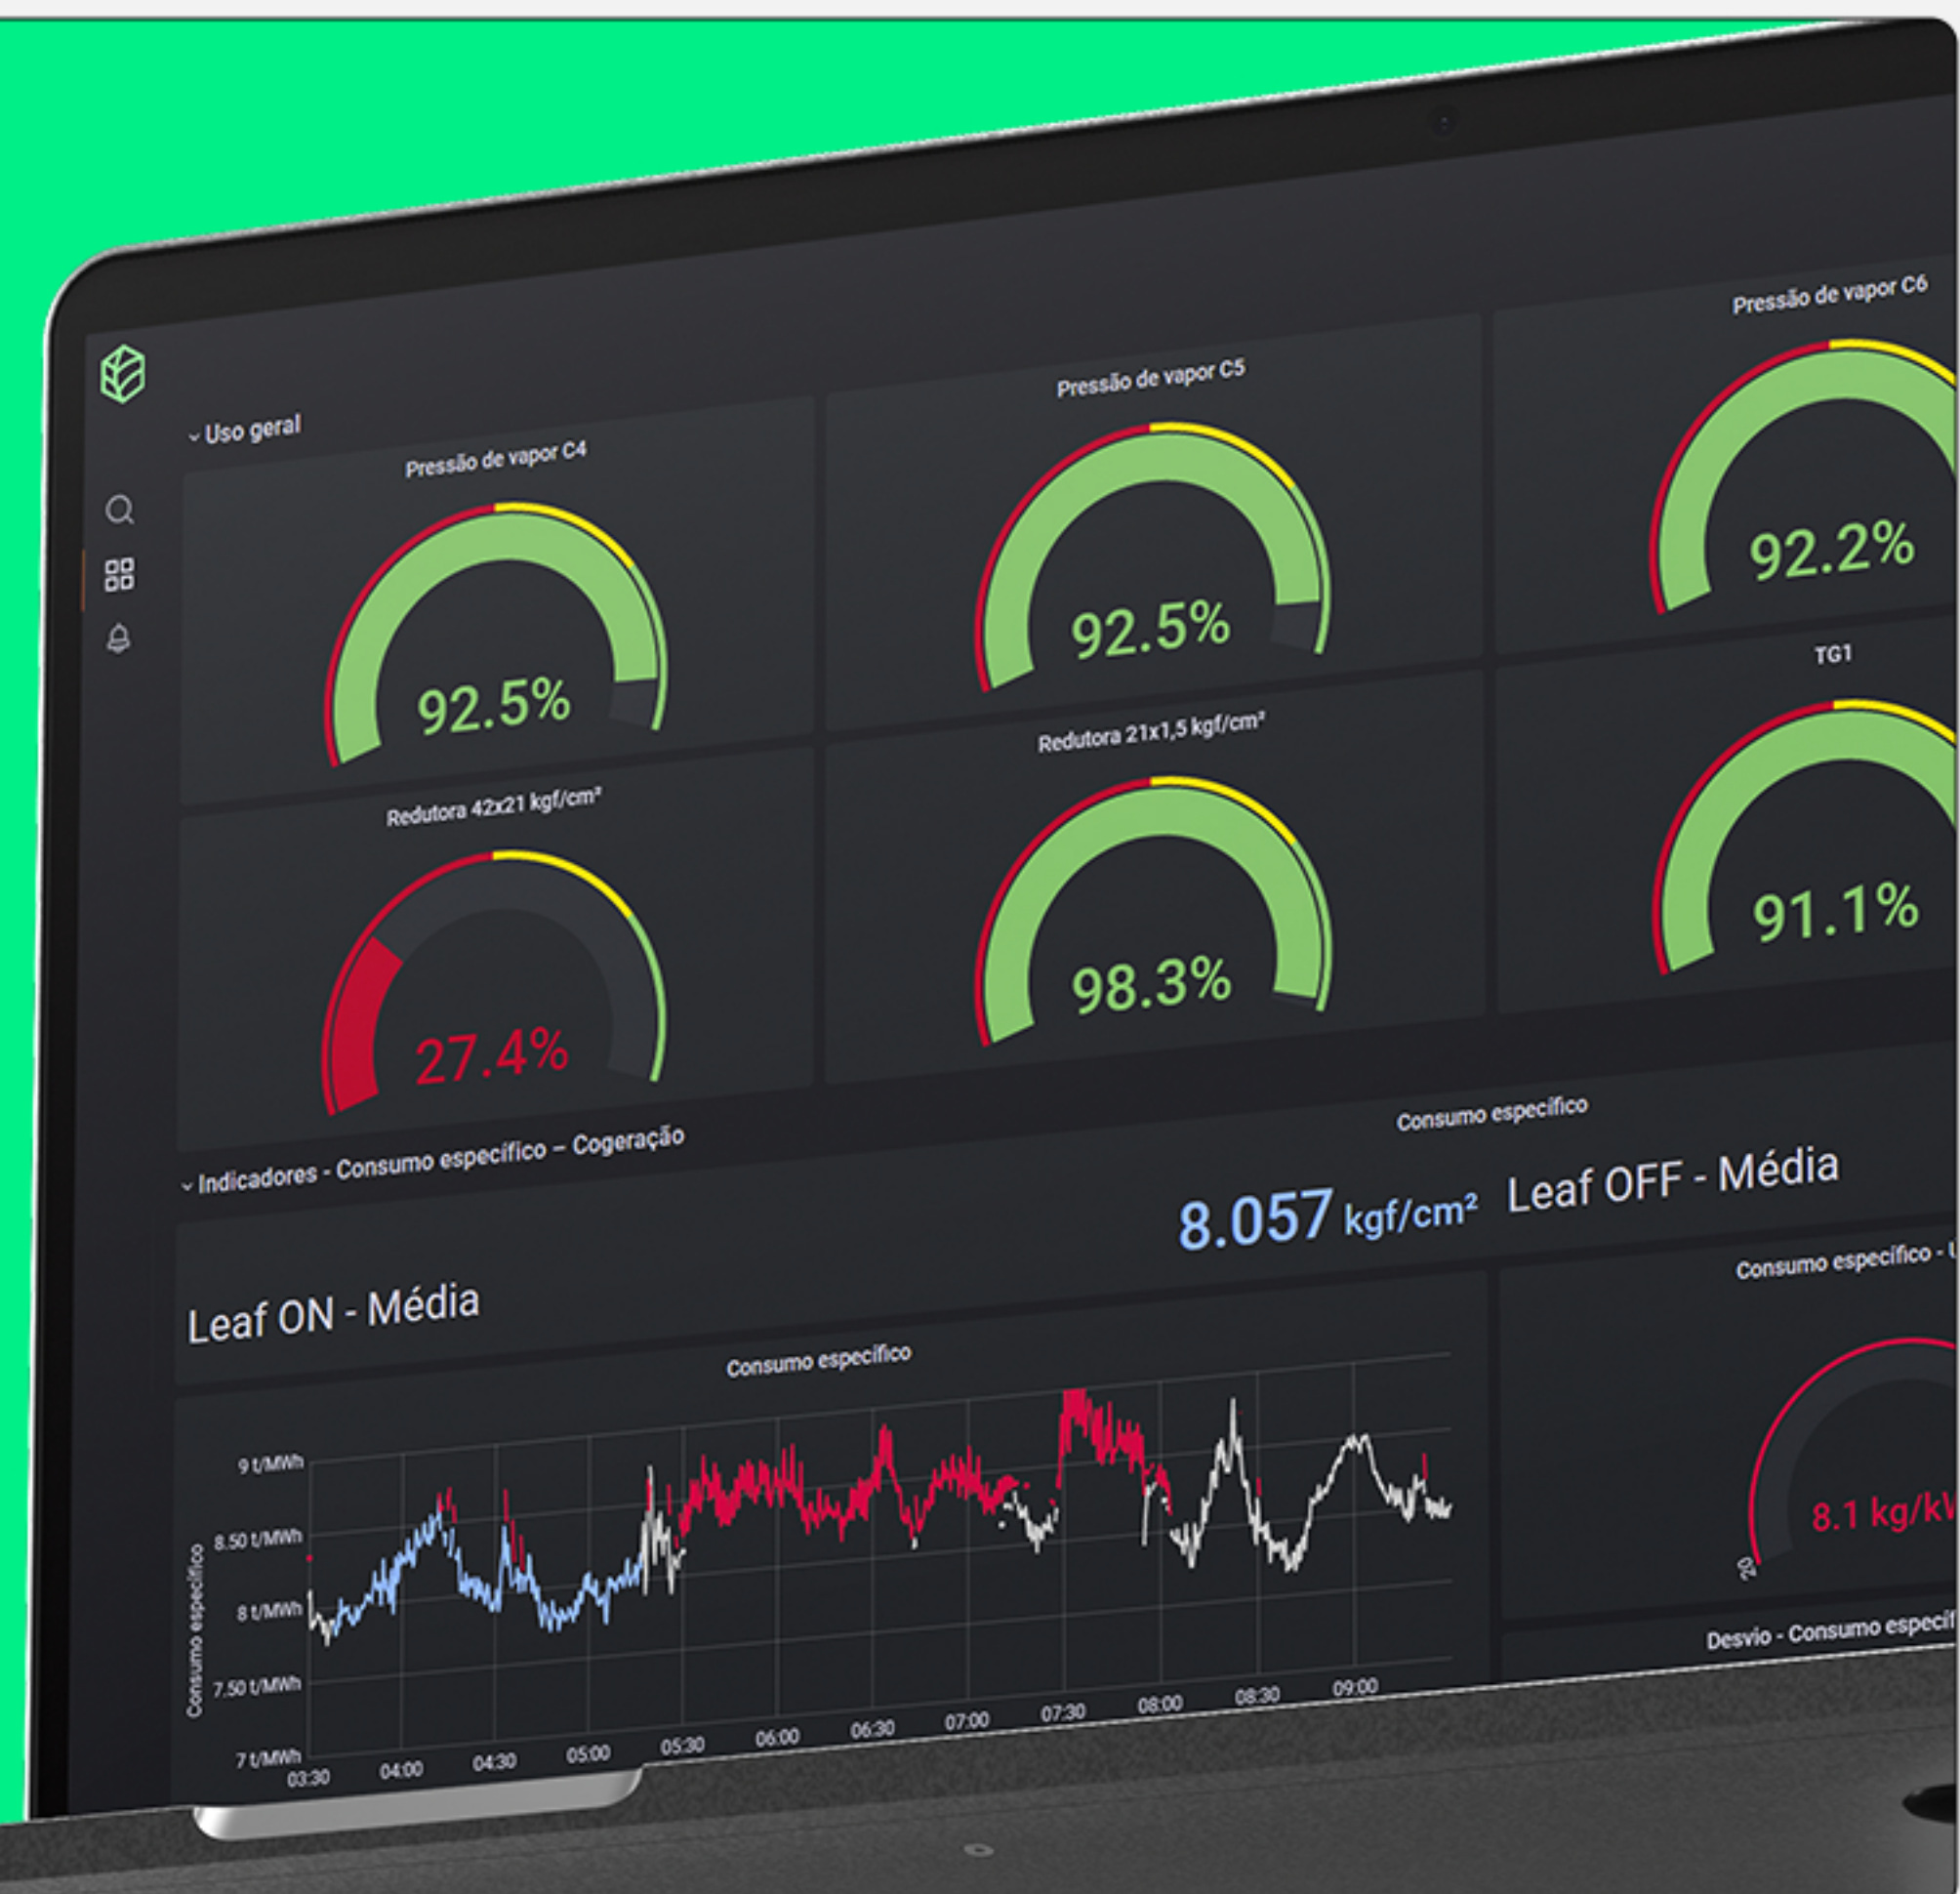 Uso geral
Pressão de vapor C4
92.5%
Pressão de vapor C5
92.5%
Pressão de vapor C6
92.2%
Redutora 42x21 kgf/cm²
27.4%
Redutora 21x1,5 kgf/cm²
98.3%
TG1
91.1%
Indicadores - Consumo específico – Cogeração
Consumo específico
Leaf ON - Média
8.057 kgf/cm²
Leaf OFF - Média
Consumo específico
Consumo específico
9 t/MWh
8.50 t/MWh
8 t/MWh
7.50 t/MWh
7 t/MWh
03:30
04:00
04:30
05:00
05:30
06:00
06:30
07:00
07:30
08:00
08:30
09:00
Consumo específico -
8.1
20
Desvio - Consumo